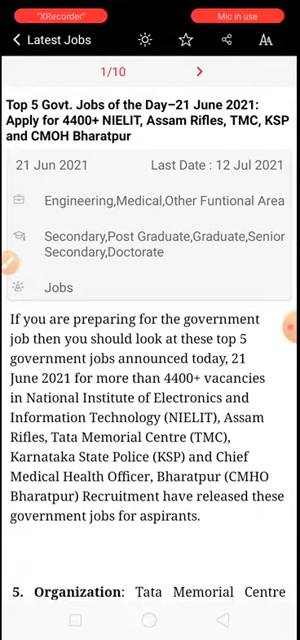 "XRecorder"
Mic in use
Latest Jobs
AA
1/10
Top 5 Govt. Jobs of the Day–21 June 2021:
Apply for 4400+ NIELIT, Assam Rifles, TMC, KSP
and CMOH Bharatpur
21 Jun 2021
Last Date : 12 Jul 2021
Engineering,Medical,Other Funtional Area
Secondary,Post Graduate,Graduate,Senior
Secondary,Doctorate
Jobs
If you are preparing for the government
job then you should look at these top 5
government jobs announced today, 21
June 2021 for more than 4400+ vacancies
in National Institute of Electronics and
Information Technology (NIELIT), Assam
Rifles, Tata Memorial Centre (TMC),
Karnataka State Police (KSP) and Chief
Medical Health Officer, Bharatpur (CMHO
Bharatpur) Recruitment have released these
government jobs for aspirants.
5. Organization: Tata Memorial Centre